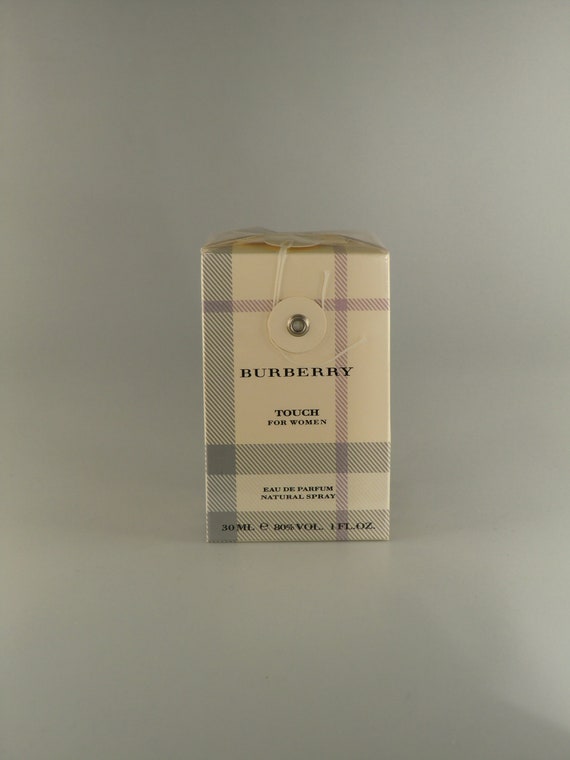 BURBERRY
TOUCH
FOR WOMEN
EAU DE PARFUM
NATURAL SPRAY
30 ML ℮ 80% VOL. 1 FL.OZ.